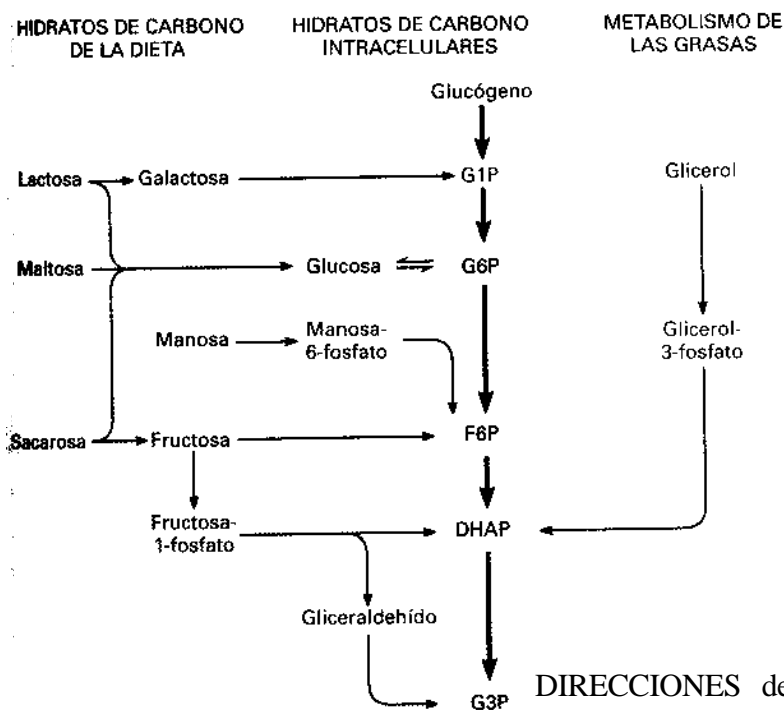 HIDRATOS DE CARBONO
DE LA DIETA
HIDRATOS DE CARBONO
INTRACELULARES
METABOLISMO DE
LAS GRASAS
Glucógeno
Lactosa
Galactosa
G1P
Glicerol
Maltosa
Glucosa
G6P
Manosa
Manosa-
6-fosfato
Glicerol-
3-fosfato
Sacarosa
Fructosa
F6P
Fructosa-
1-fosfato
DHAP
Gliceraldehído
G3P
DIRECCIONES de